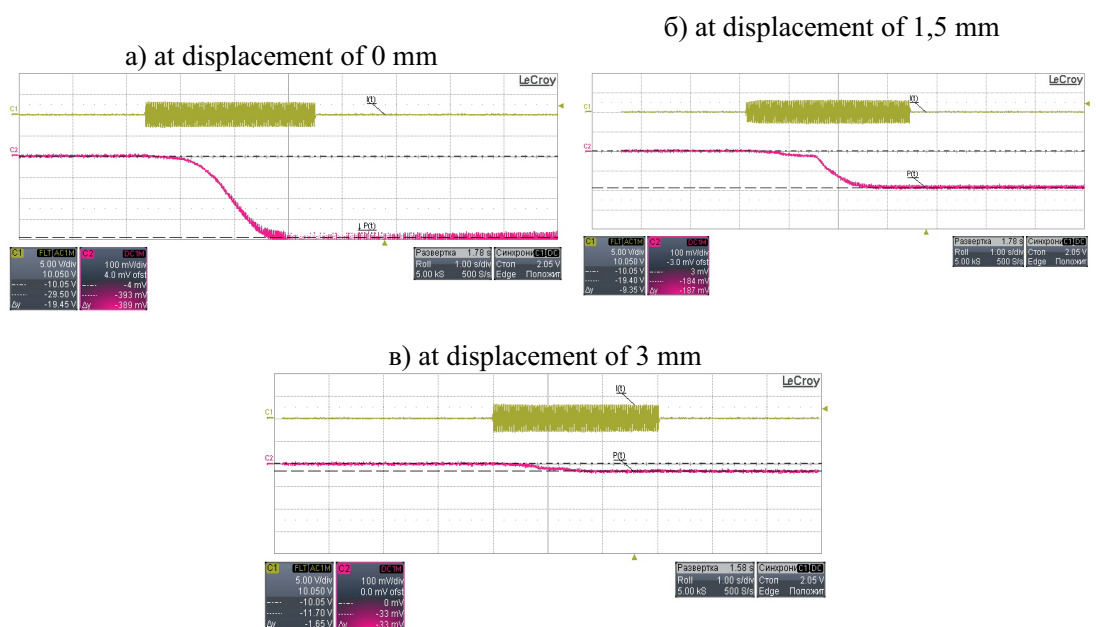 а) at displacement of 0 mm
LeCroy
C1
I(t)
C2
P(t)
C1 FLT AC1M
5.00 V/div
10.050 V
-10.05 V
-29.50 V
Δy -19.45 V
C2 DC1M
100 mV/div
4.0 mV ofst
-4 mV
-393 mV
Δy -389 mV
Развертка 1.78 s
Roll 1.00 s/div
5.00 kS 500 S/s
Синхрони C1 DC
Стоп 2.05 V
Edge Положит
б) at displacement of 1,5 mm
LeCroy
C1
I(t)
C2
P(t)
C1 FLT AC1M
5.00 V/div
10.050 V
-10.05 V
-19.40 V
Δy -9.35 V
C2 DC1M
100 mV/div
-3.0 mV ofst
3 mV
-184 mV
Δy -187 mV
Развертка 1.78 s
Roll 1.00 s/div
5.00 kS 500 S/s
Синхрони C1 DC
Стоп 2.05 V
Edge Положит
в) at displacement of 3 mm
LeCroy
C1
I(t)
C2
P(t)
C1 FLT AC1M
5.00 V/div
10.050 V
-10.05 V
-11.70 V
Δy -1.65 V
C2 DC1M
100 mV/div
0.0 mV ofst
0 mV
-33 mV
Δy -33 mV
Развертка 1.58 s
Roll 1.00 s/div
5.00 kS 500 S/s
Синхрони C1 DC
Стоп 2.05 V
Edge Положит